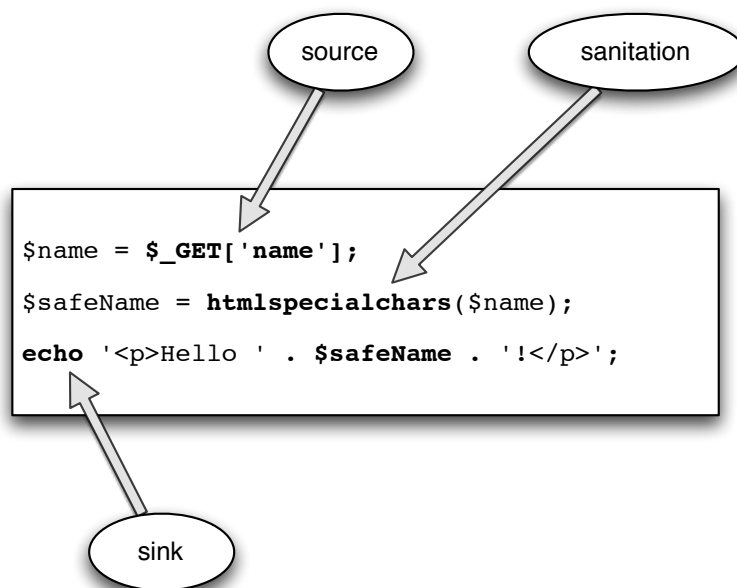 source
sanitation
$name = $_GET['name'];
$safeName = htmlspecialchars($name);
echo '<p>Hello ' . $safeName . '!</p>';
sink